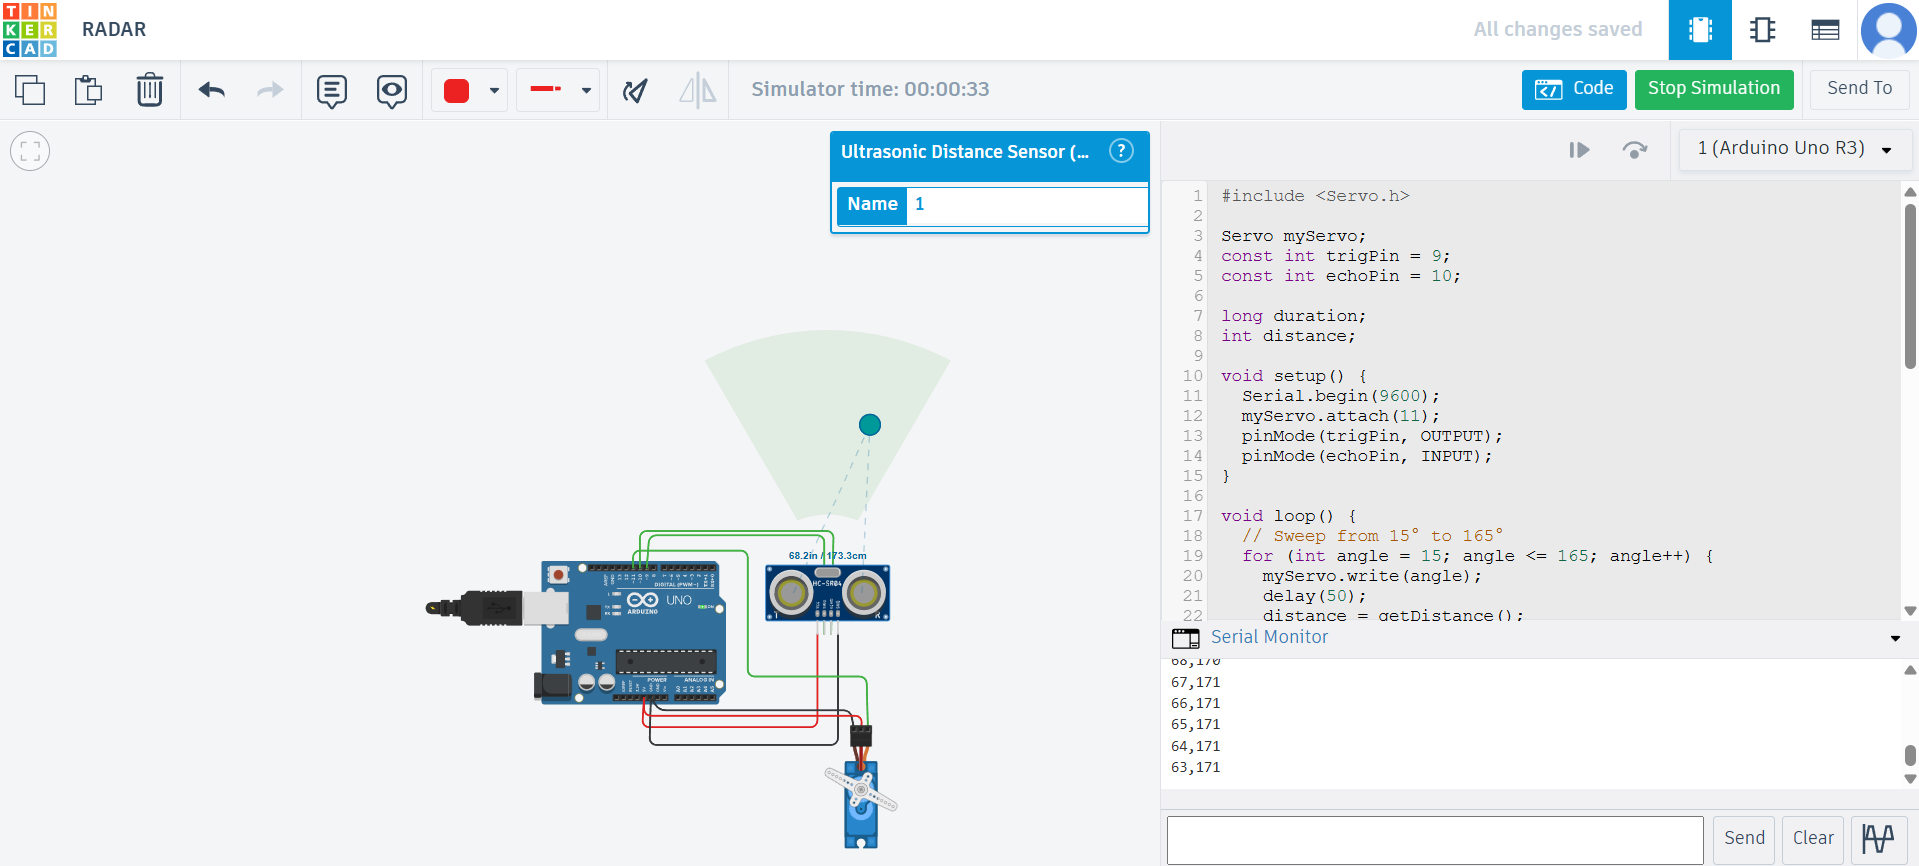 TIN
KER
CAD
RADAR
All changes saved
Simulator time: 00:00:33
Code
Stop Simulation
Send To
Ultrasonic Distance Sensor (...
?
Name 1
1 (Arduino Uno R3)
1 #include <Servo.h>
2
3 Servo myServo;
4 const int trigPin = 9;
5 const int echoPin = 10;
6
7 long duration;
8 int distance;
9
10 void setup() {
11 Serial.begin(9600);
12 myServo.attach(11);
13 pinMode(trigPin, OUTPUT);
14 pinMode(echoPin, INPUT);
15 }
16
17 void loop() {
18 // Sweep from 15° to 165°
19 for (int angle = 15; angle <= 165; angle++) {
20 myServo.write(angle);
21 delay(50);
22 distance = getDistance();
68.2in / 173.3cm
HC-SR04
DIGITAL (PWM~)
UNO
ARDUINO
POWER
ANALOG IN
Serial Monitor
68,170
67,171
66,171
65,171
64,171
63,171
Send
Clear